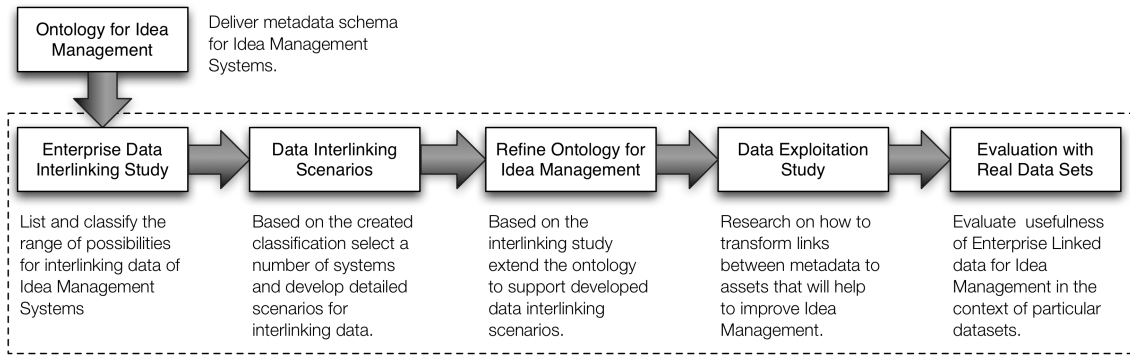 Ontology for Idea
Management
Deliver metadata schema
for Idea Management
Systems.
Enterprise Data
Interlinking Study
List and classify the
range of possibilities
for interlinking data of
Idea Management
Systems
Data Interlinking
Scenarios
Based on the created
classification select a
number of systems
and develop detailed
scenarios for
interlinking data.
Refine Ontology for
Idea Management
Based on the
interlinking study
extend the ontology
to support developed
data interlinking
scenarios.
Data Exploitation
Study
Research on how to
transform links
between metadata to
assets that will help
to improve Idea
Management.
Evaluation with
Real Data Sets
Evaluate usefulness
of Enterprise Linked
data for Idea
Management in the
context of particular
datasets.